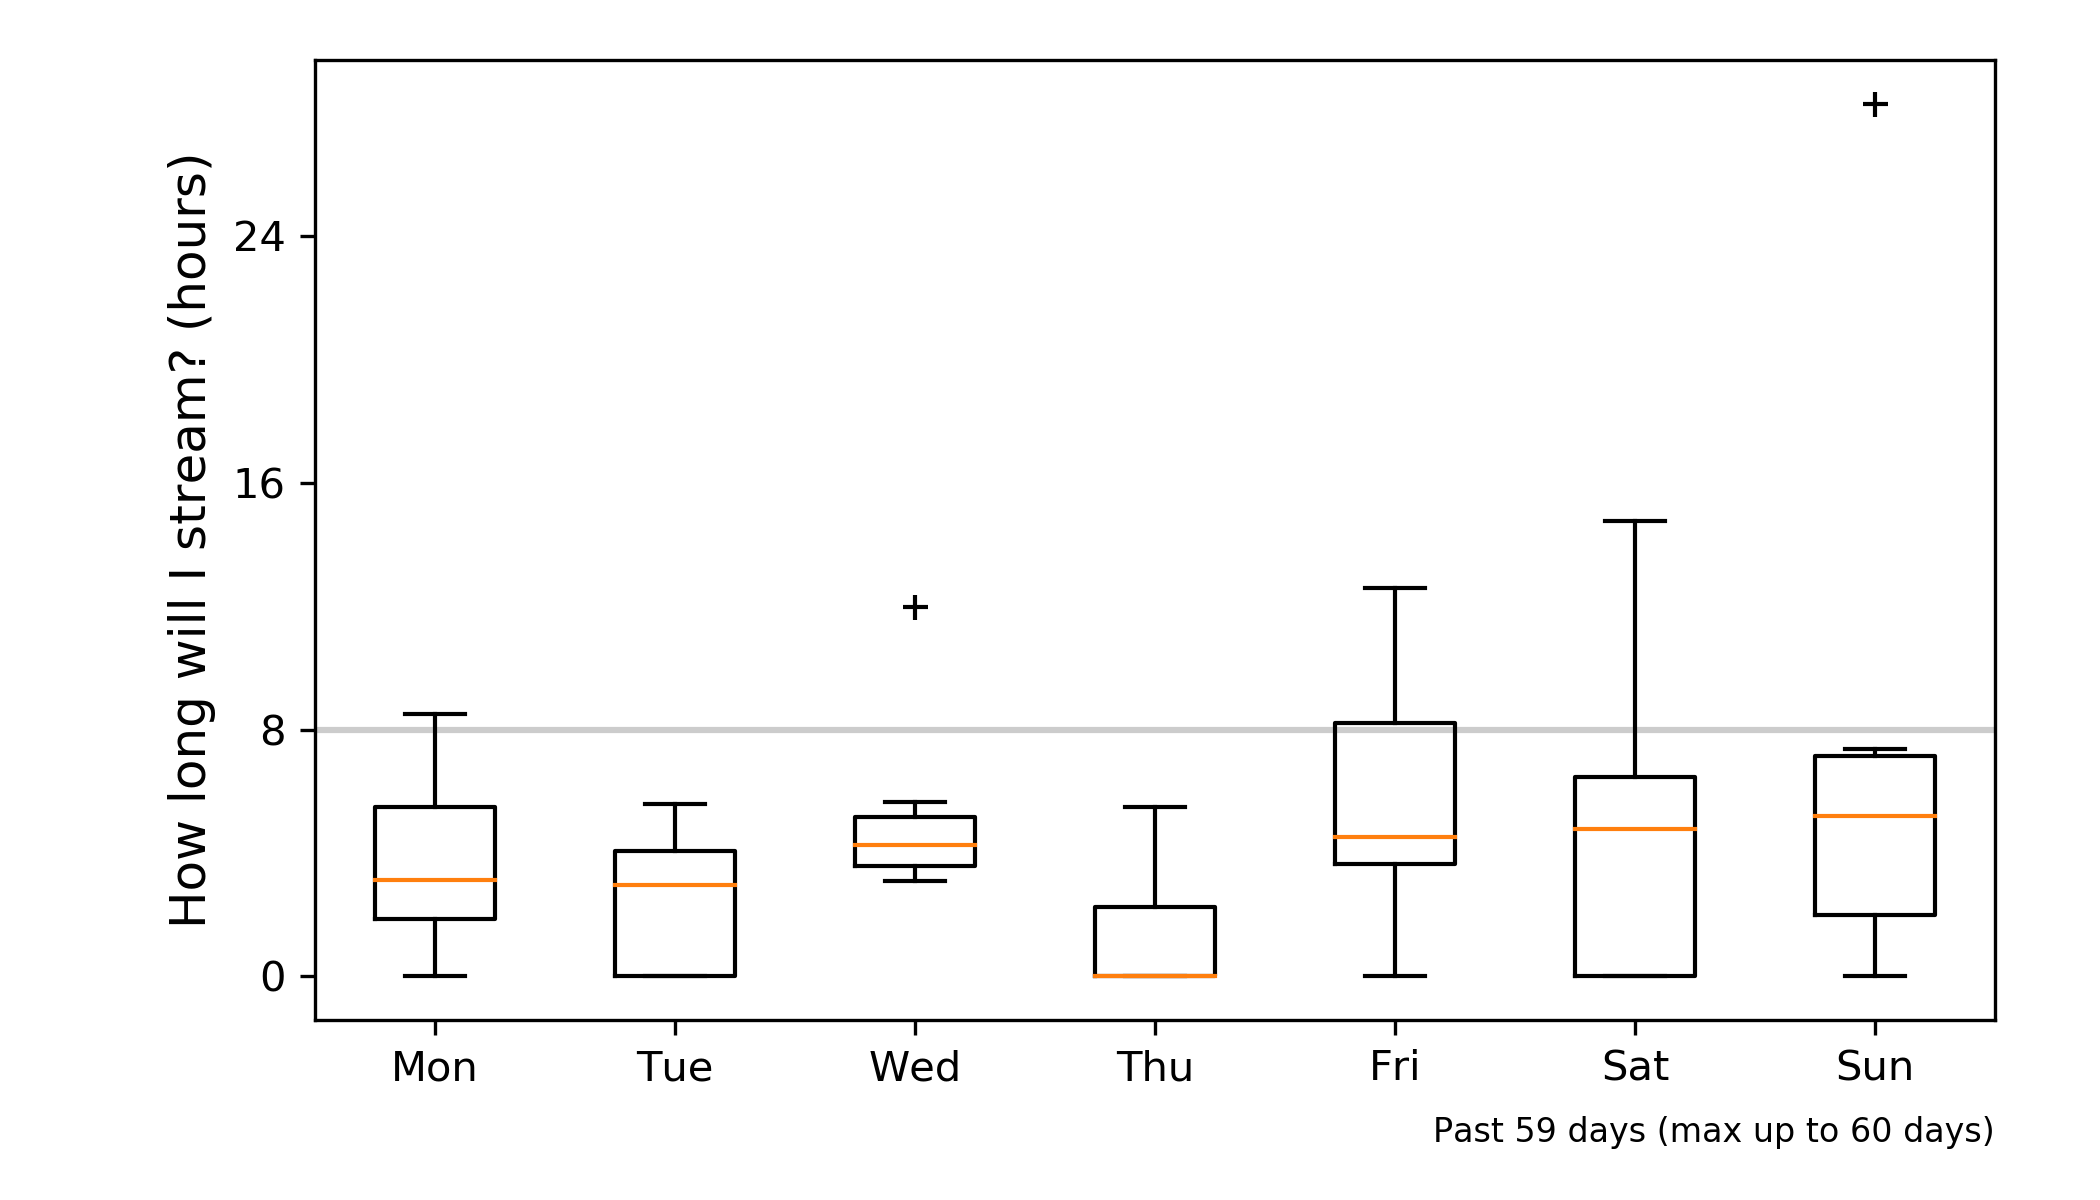 How long will I stream? (hours)
24
16
8
0
Mon Tue Wed Thu Fri Sat Sun
Past 59 days (max up to 60 days)